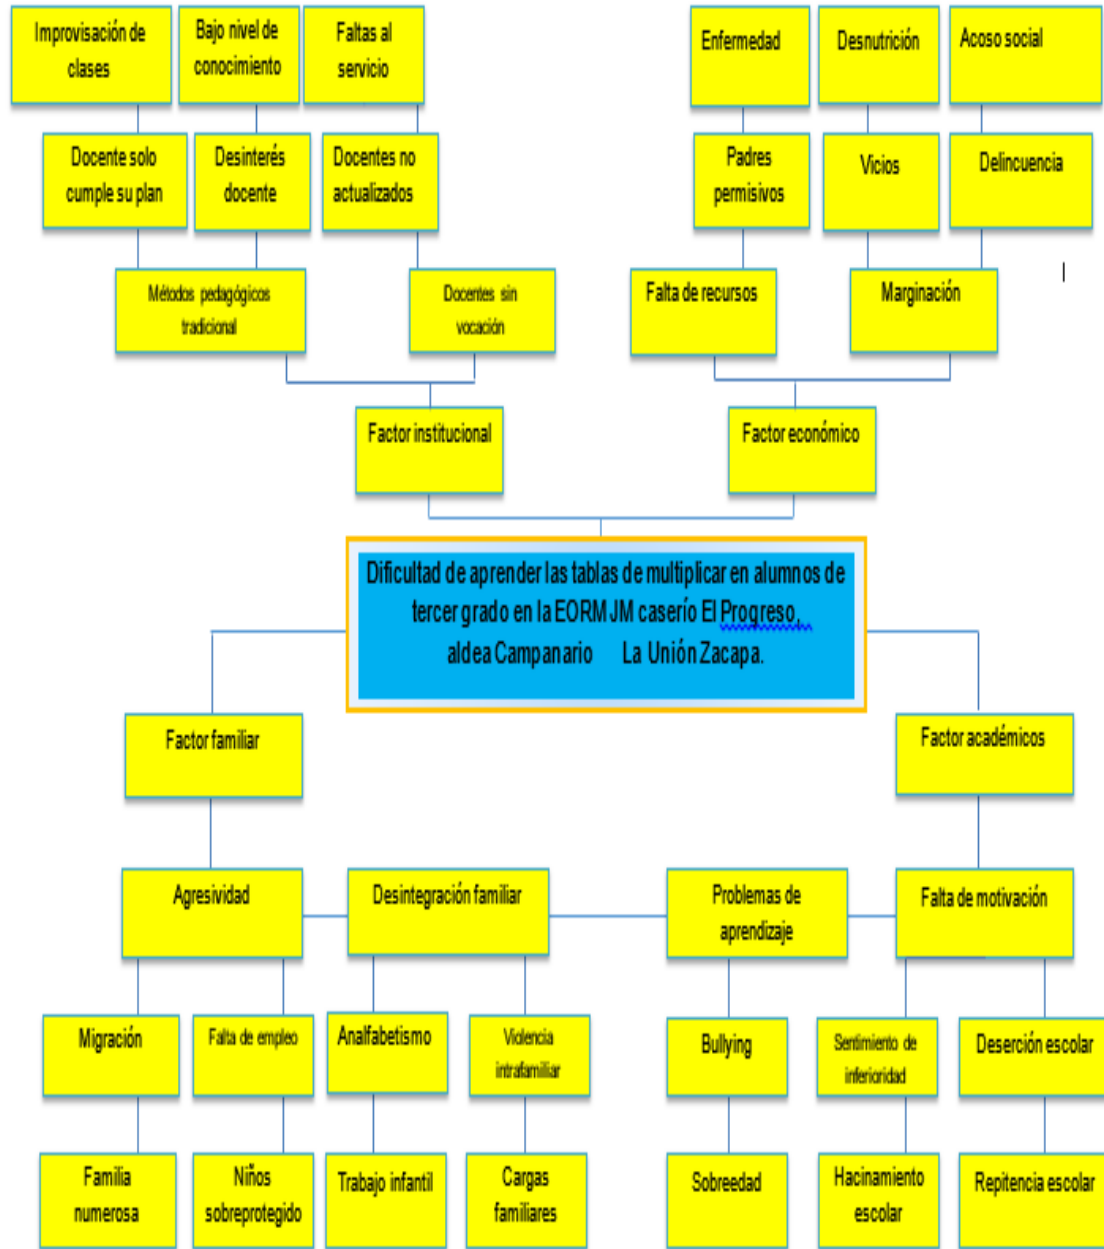 Improvisación de
clases
Bajo nivel de
conocimiento
Faltas al
servicio
Enfermedad
Desnutrición
Acoso social
Docente solo
cumple su plan
Desinterés
docente
Docentes no
actualizados
Padres
permisivos
Vicios
Delincuencia
Métodos pedagógicos
tradicional
Docentes sin
vocación
Falta de recursos
Marginación
Factor institucional
Factor económico
Dificultad de aprender las tablas de multiplicar en alumnos de
tercer grado en la EORM JM caserío El Progreso,
aldea Campanario La Unión Zacapa.
Factor familiar
Factor académicos
Agresividad
Desintegración familiar
Problemas de
aprendizaje
Falta de motivación
Migración
Falta de empleo
Analfabetismo
Violencia
intrafamiliar
Bullying
Sentimiento de
inferioridad
Deserción escolar
Familia
numerosa
Niños
sobreprotegido
Trabajo infantil
Cargas
familiares
Sobreedad
Hacinamiento
escolar
Repitencia escolar